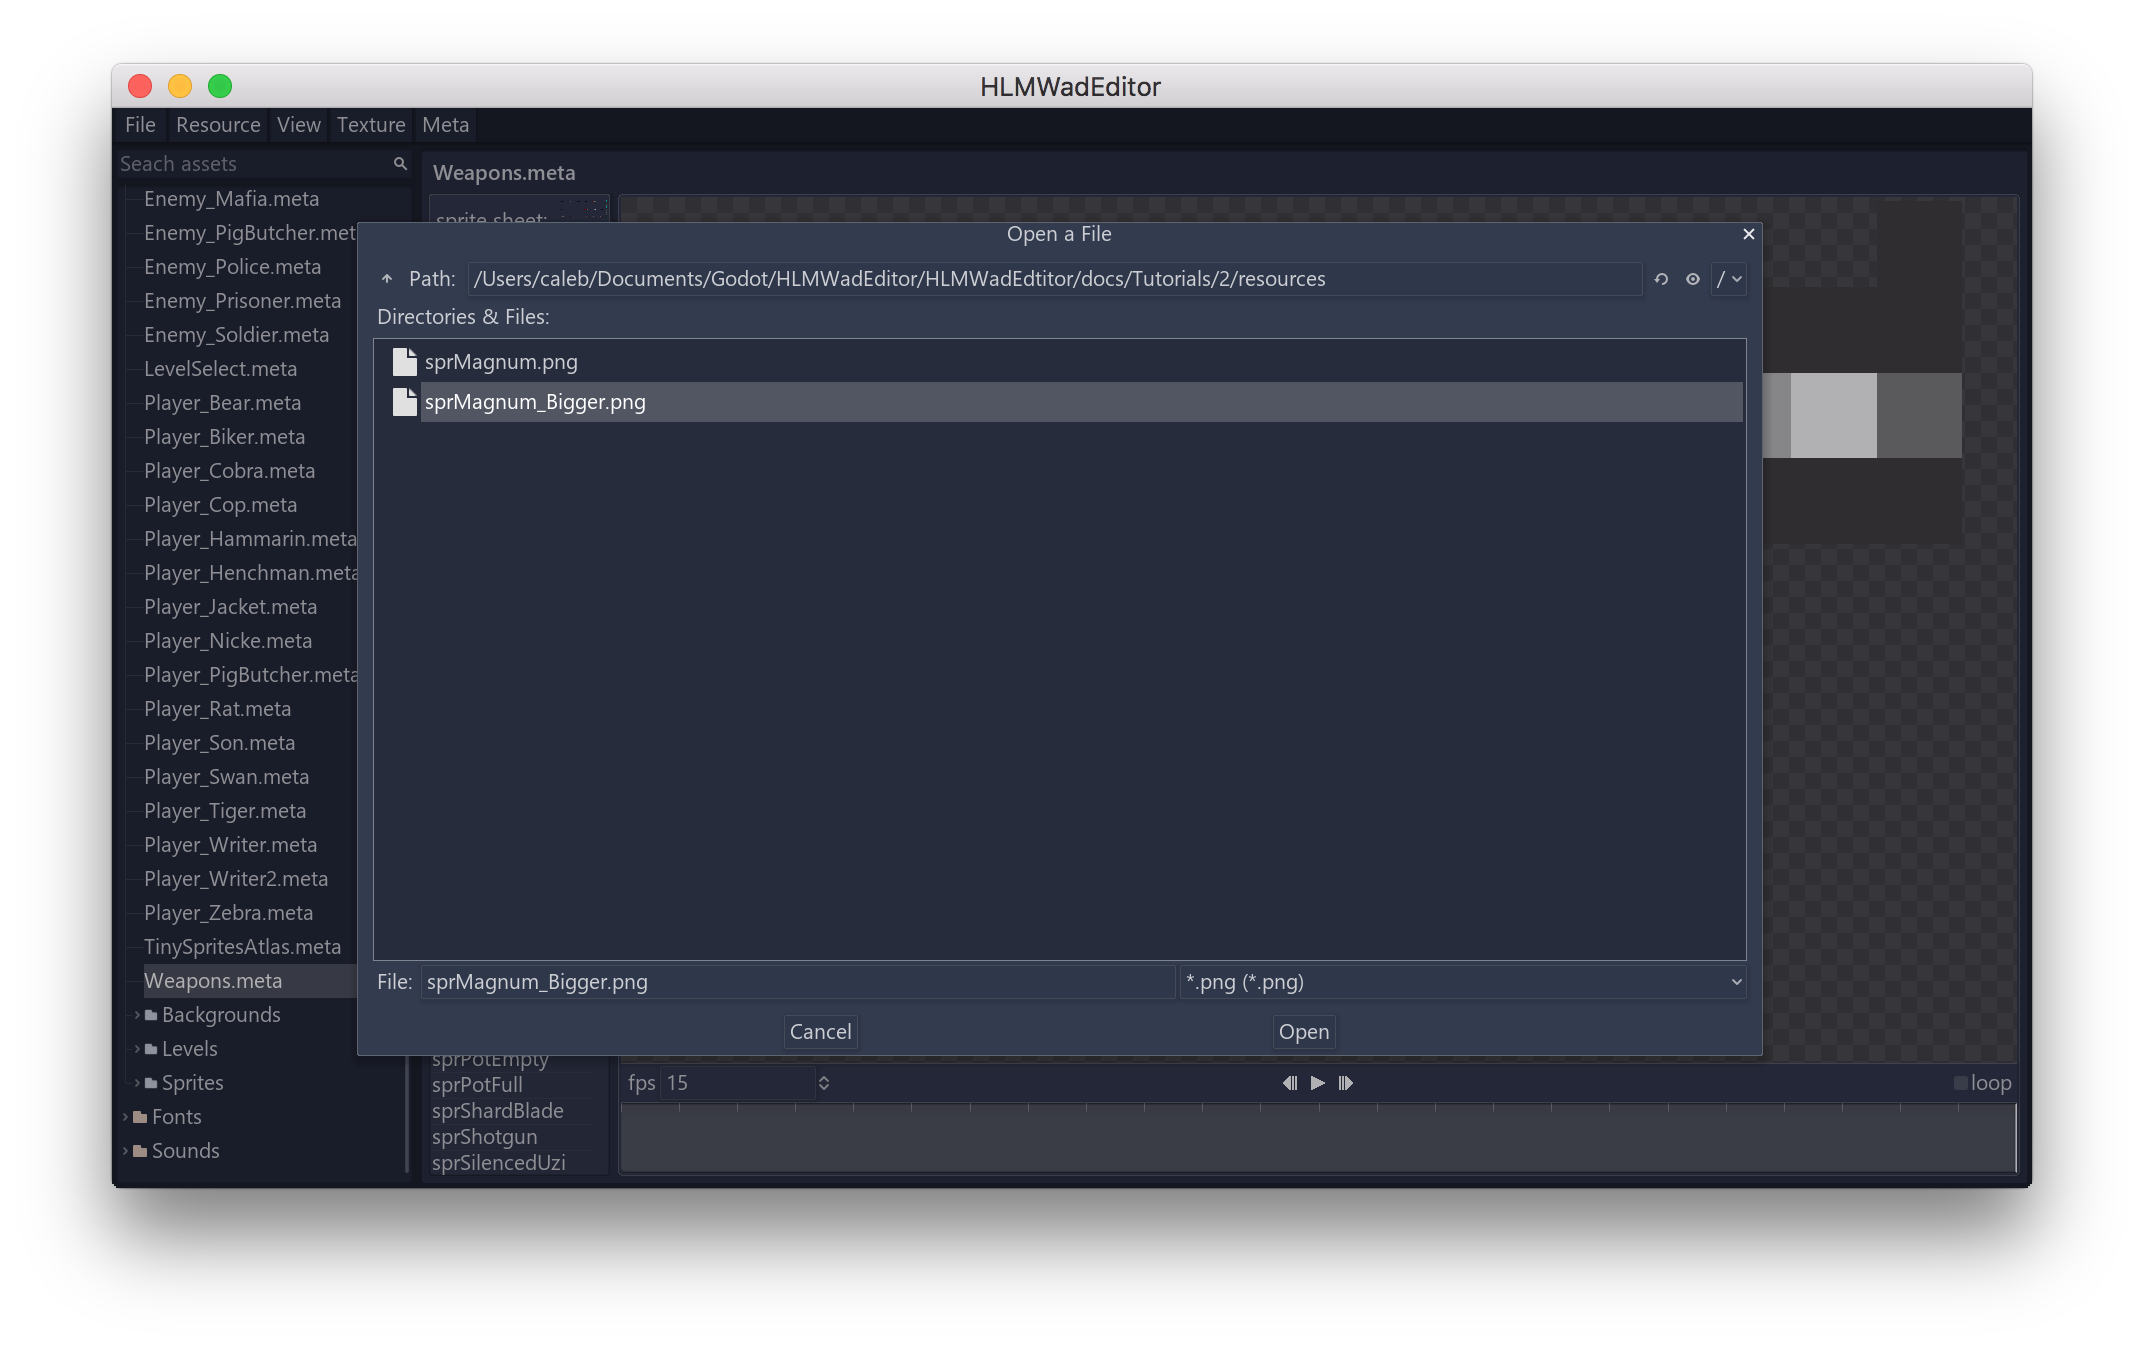 HLMWadEditor
File Resource View Texture Meta
Seach assets
Enemy_Mafia.meta
Enemy_PigButcher.met
Enemy_Police.meta
Enemy_Prisoner.meta
Enemy_Soldier.meta
LevelSelect.meta
Player_Bear.meta
Player_Biker.meta
Player_Cobra.meta
Player_Cop.meta
Player_Hammarin.meta
Player_Henchman.meta
Player_Jacket.meta
Player_Nicke.meta
Player_PigButcher.meta
Player_Rat.meta
Player_Son.meta
Player_Swan.meta
Player_Tiger.meta
Player_Writer.meta
Player_Writer2.meta
Player_Zebra.meta
TinySpritesAtlas.meta
Weapons.meta
Backgrounds
Levels
Sprites
Fonts
Sounds
Weapons.meta
sprite sheet:
Open a File
Path: /Users/caleb/Documents/Godot/HLMWadEditor/HLMWadEdtitor/docs/Tutorials/2/resources /
Directories & Files:
sprMagnum.png
sprMagnum_Bigger.png
File: sprMagnum_Bigger.png *.png (*.png)
Cancel Open
sprPotEmpty
sprPotFull
sprShardBlade
sprShotgun
sprSilencedUzi
fps 15 loop